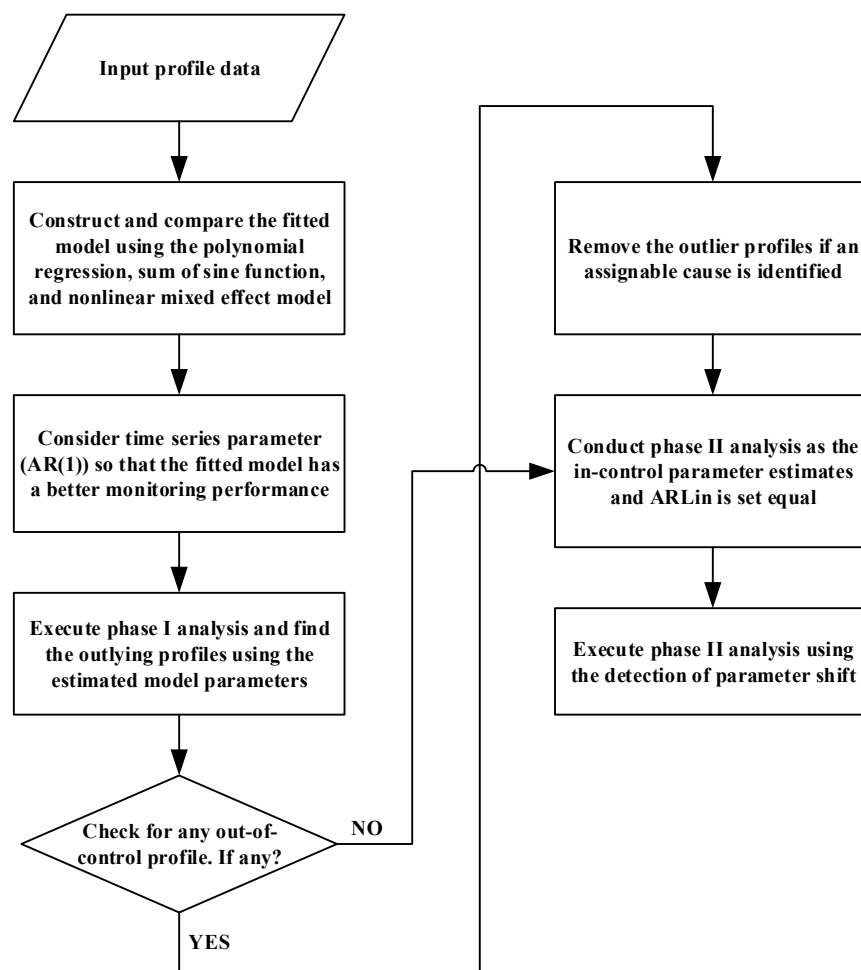 Input profile data
Construct and compare the fitted
model using the polynomial
regression, sum of sine function,
and nonlinear mixed effect model
Consider time series parameter
(AR(1)) so that the fitted model has
a better monitoring performance
Execute phase I analysis and find
the outlying profiles using the
estimated model parameters
Check for any out-of-
control profile. If any?
NO
YES
Remove the outlier profiles if an
assignable cause is identified
Conduct phase II analysis as the
in-control parameter estimates
and ARLin is set equal
Execute phase II analysis using
the detection of parameter shift